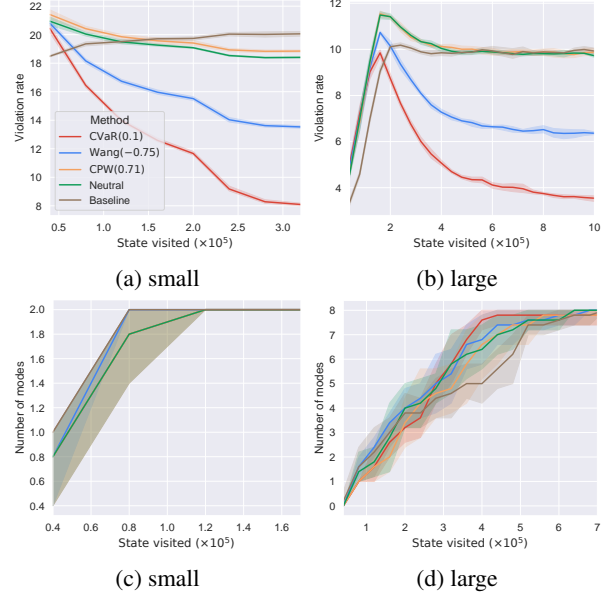 22
20
18
16
14
12
10
8
Violation rate
Method
CVaR(0.1)
Wang(−0.75)
CPW(0.71)
Neutral
Baseline
0.5 1.0 1.5 2.0 2.5 3.0
State visited (×10⁵)
(a) small
12
10
8
6
4
Violation rate
2 4 6 8 10
State visited (×10⁵)
(b) large
2.0
1.8
1.6
1.4
1.2
1.0
0.8
0.6
0.4
Number of modes
0.4 0.6 0.8 1.0 1.2 1.4 1.6
State visited (×10⁵)
(c) small
8
7
6
5
4
3
2
1
0
Number of modes
1 2 3 4 5 6 7
State visited (×10⁵)
(d) large